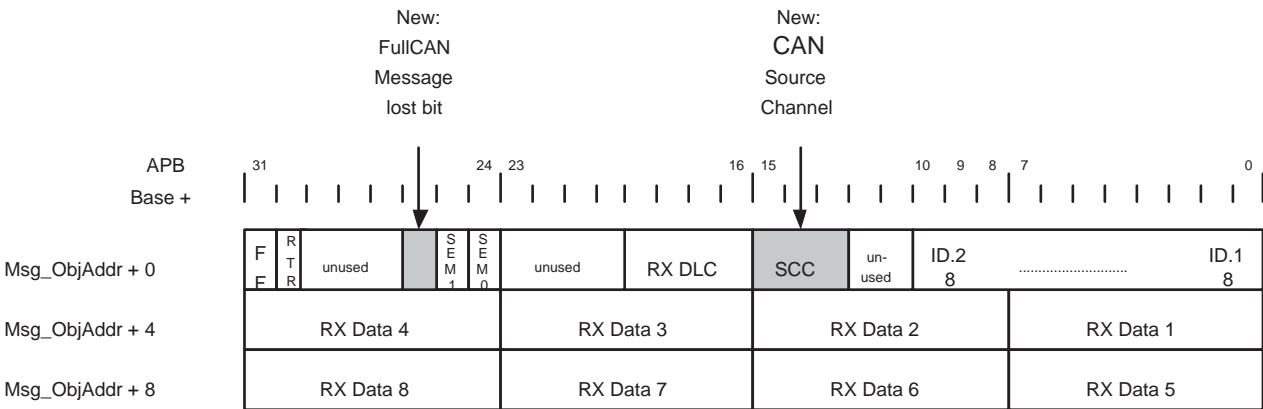 New:
FullCAN
Message
lost bit
New:
CAN
Source
Channel
APB
Base +
31 24 23 16 15 10 9 8 7 0
Msg_ObjAddr + 0
F
F
R
T
R
unused
S
E
M
1
S
E
M
0
unused
RX DLC
SCC
un-
used
ID.2
8
............................
ID.1
8
Msg_ObjAddr + 4
RX Data 4
RX Data 3
RX Data 2
RX Data 1
Msg_ObjAddr + 8
RX Data 8
RX Data 7
RX Data 6
RX Data 5